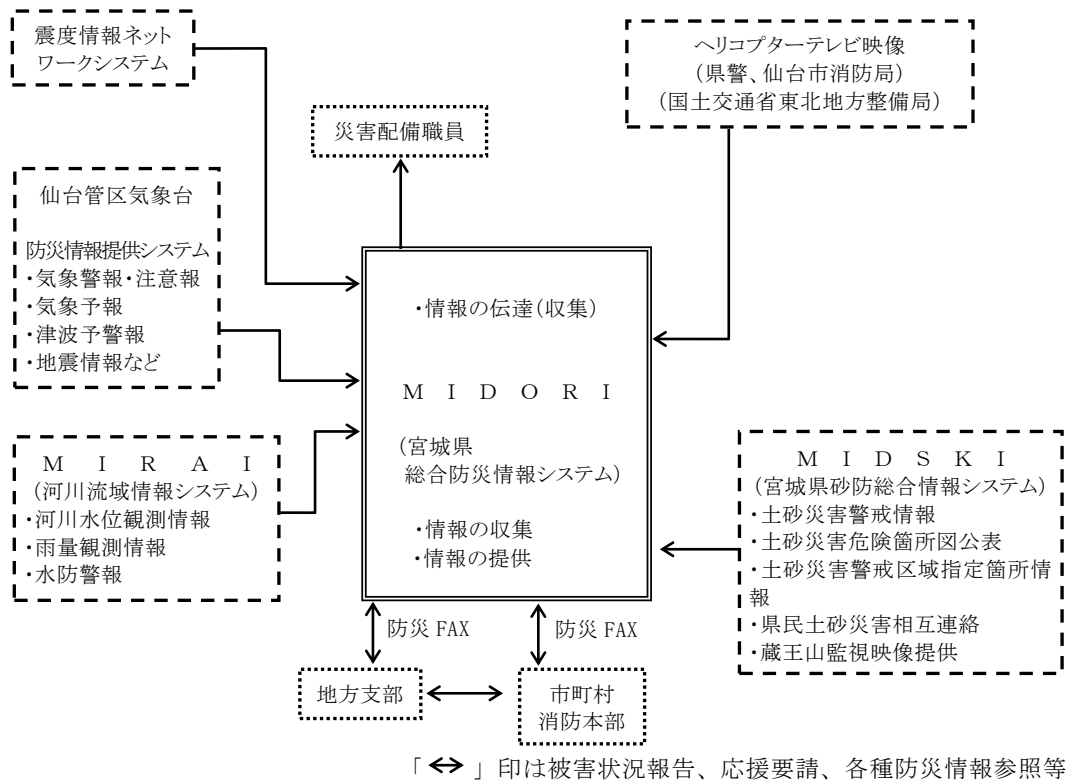 震度情報ネット
ワークシステム
ヘリコプターテレビ映像
(県警、仙台市消防局)
(国土交通省東北地方整備局)
災害配備職員
仙台管区気象台
防災情報提供システム
・気象警報・注意報
・気象予報
・津波予警報
・地震情報など
・情報の伝達(収集)
M I D O R I
(宮城県
総合防災情報システム)
・情報の収集
・情報の提供
M I R A I
(河川流域情報システム)
・河川水位観測情報
・雨量観測情報
・水防警報
M I D S K I
(宮城県砂防総合情報システム)
・土砂災害警戒情報
・土砂災害危険箇所図公表
・土砂災害警戒区域指定箇所情
報
・県民土砂災害相互連絡
・蔵王山監視映像提供
防災 FAX
防災 FAX
地方支部
市町村
消防本部
「 ↔ 」印は被害状況報告、応援要請、各種防災情報参照等